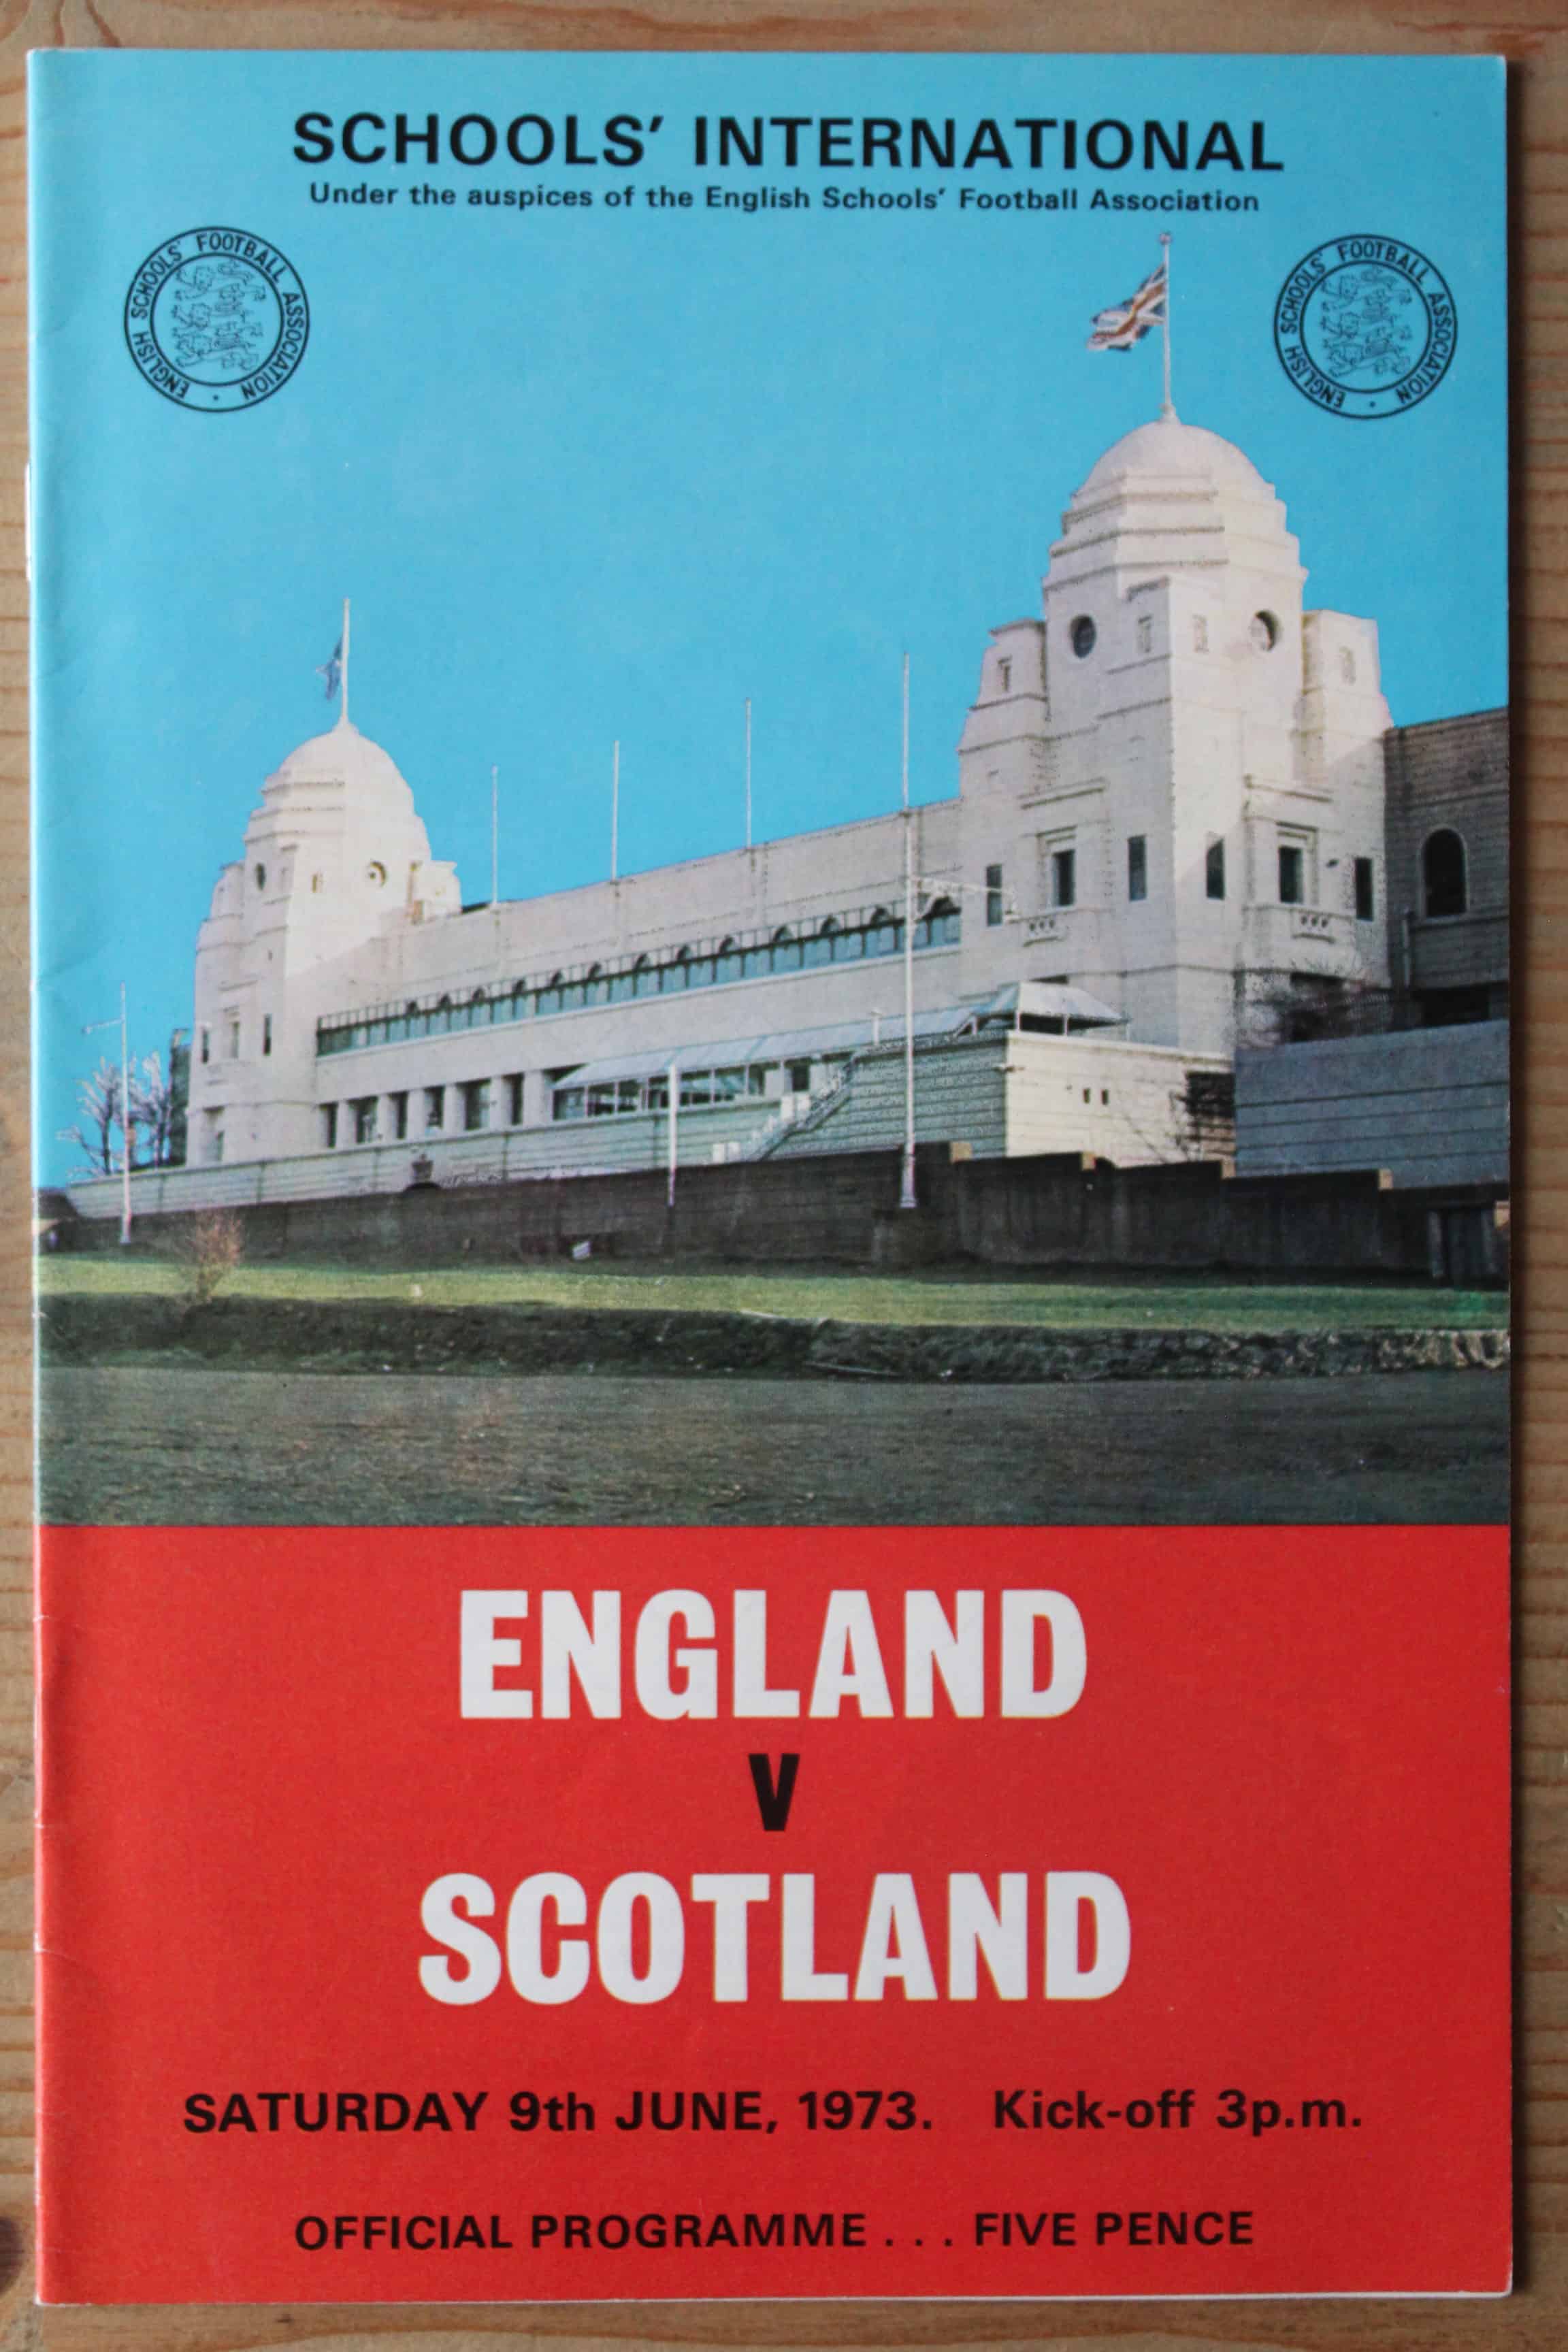 SCHOOLS' INTERNATIONAL
Under the auspices of the English Schools' Football Association
ENGLISH SCHOOLS' FOOTBALL ASSOCIATION
ENGLISH SCHOOLS' FOOTBALL ASSOCIATION
ENGLAND
V
SCOTLAND
SATURDAY 9th JUNE, 1973. Kick-off 3p.m.
OFFICIAL PROGRAMME . . . FIVE PENCE